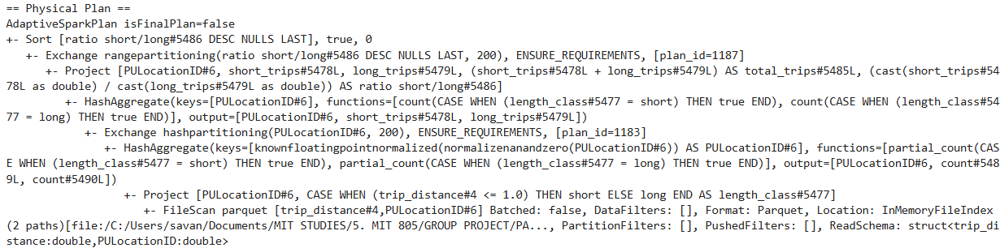 == Physical Plan ==
AdaptiveSparkPlan isFinalPlan=false
+- Sort [ratio short/long#5486 DESC NULLS LAST], true, 0
   +- Exchange rangepartitioning(ratio short/long#5486 DESC NULLS LAST, 200), ENSURE_REQUIREMENTS, [plan_id=1187]
      +- Project [PULocationID#6, short_trips#5478L, long_trips#5479L, (short_trips#5478L + long_trips#5479L) AS total_trips#5485L, (cast(short_trips#54
78L as double) / cast(long_trips#5479L as double)) AS ratio short/long#5486]
         +- HashAggregate(keys=[PULocationID#6], functions=[count(CASE WHEN (length_class#5477 = short) THEN true END), count(CASE WHEN (length_class#54
77 = long) THEN true END)], output=[PULocationID#6, short_trips#5478L, long_trips#5479L])
            +- Exchange hashpartitioning(PULocationID#6, 200), ENSURE_REQUIREMENTS, [plan_id=1183]
               +- HashAggregate(keys=[knownfloatingpointnormalized(normalizenanandzero(PULocationID#6)) AS PULocationID#6], functions=[partial_count(CAS
E WHEN (length_class#5477 = short) THEN true END), partial_count(CASE WHEN (length_class#5477 = long) THEN true END)], output=[PULocationID#6, count#548
9L, count#5490L])
                  +- Project [PULocationID#6, CASE WHEN (trip_distance#4 <= 1.0) THEN short ELSE long END AS length_class#5477]
                     +- FileScan parquet [trip_distance#4,PULocationID#6] Batched: false, DataFilters: [], Format: Parquet, Location: InMemoryFileIndex
(2 paths)[file:/C:/Users/savan/Documents/MIT STUDIES/5. MIT 805/GROUP PROJECT/PA..., PartitionFilters: [], PushedFilters: [], ReadSchema: struct<trip_di
stance:double,PULocationID:double>